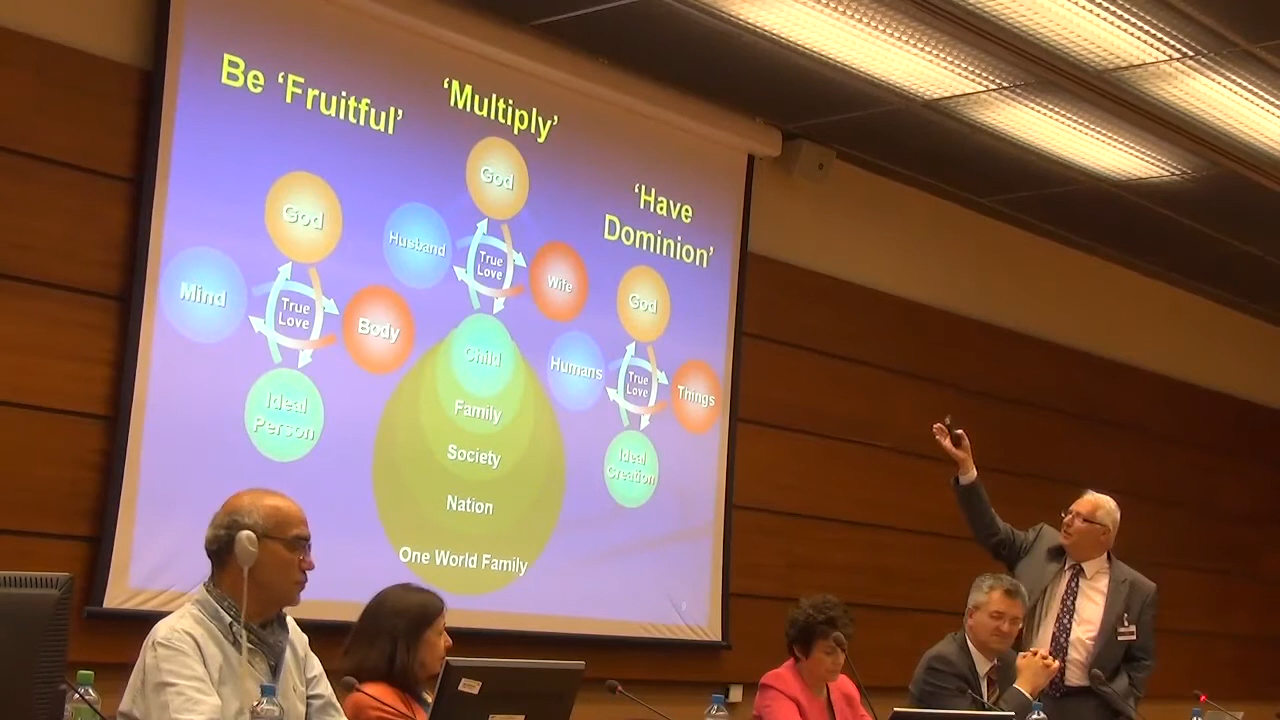 Be ‘Fruitful’
God
Mind
True
Love
Body
Ideal
Person
‘Multiply’
God
Husband
True
Love
Wife
Child
Family
Society
Nation
One World Family
‘Have
Dominion’
God
Humans
True
Love
Things
Ideal
Creation